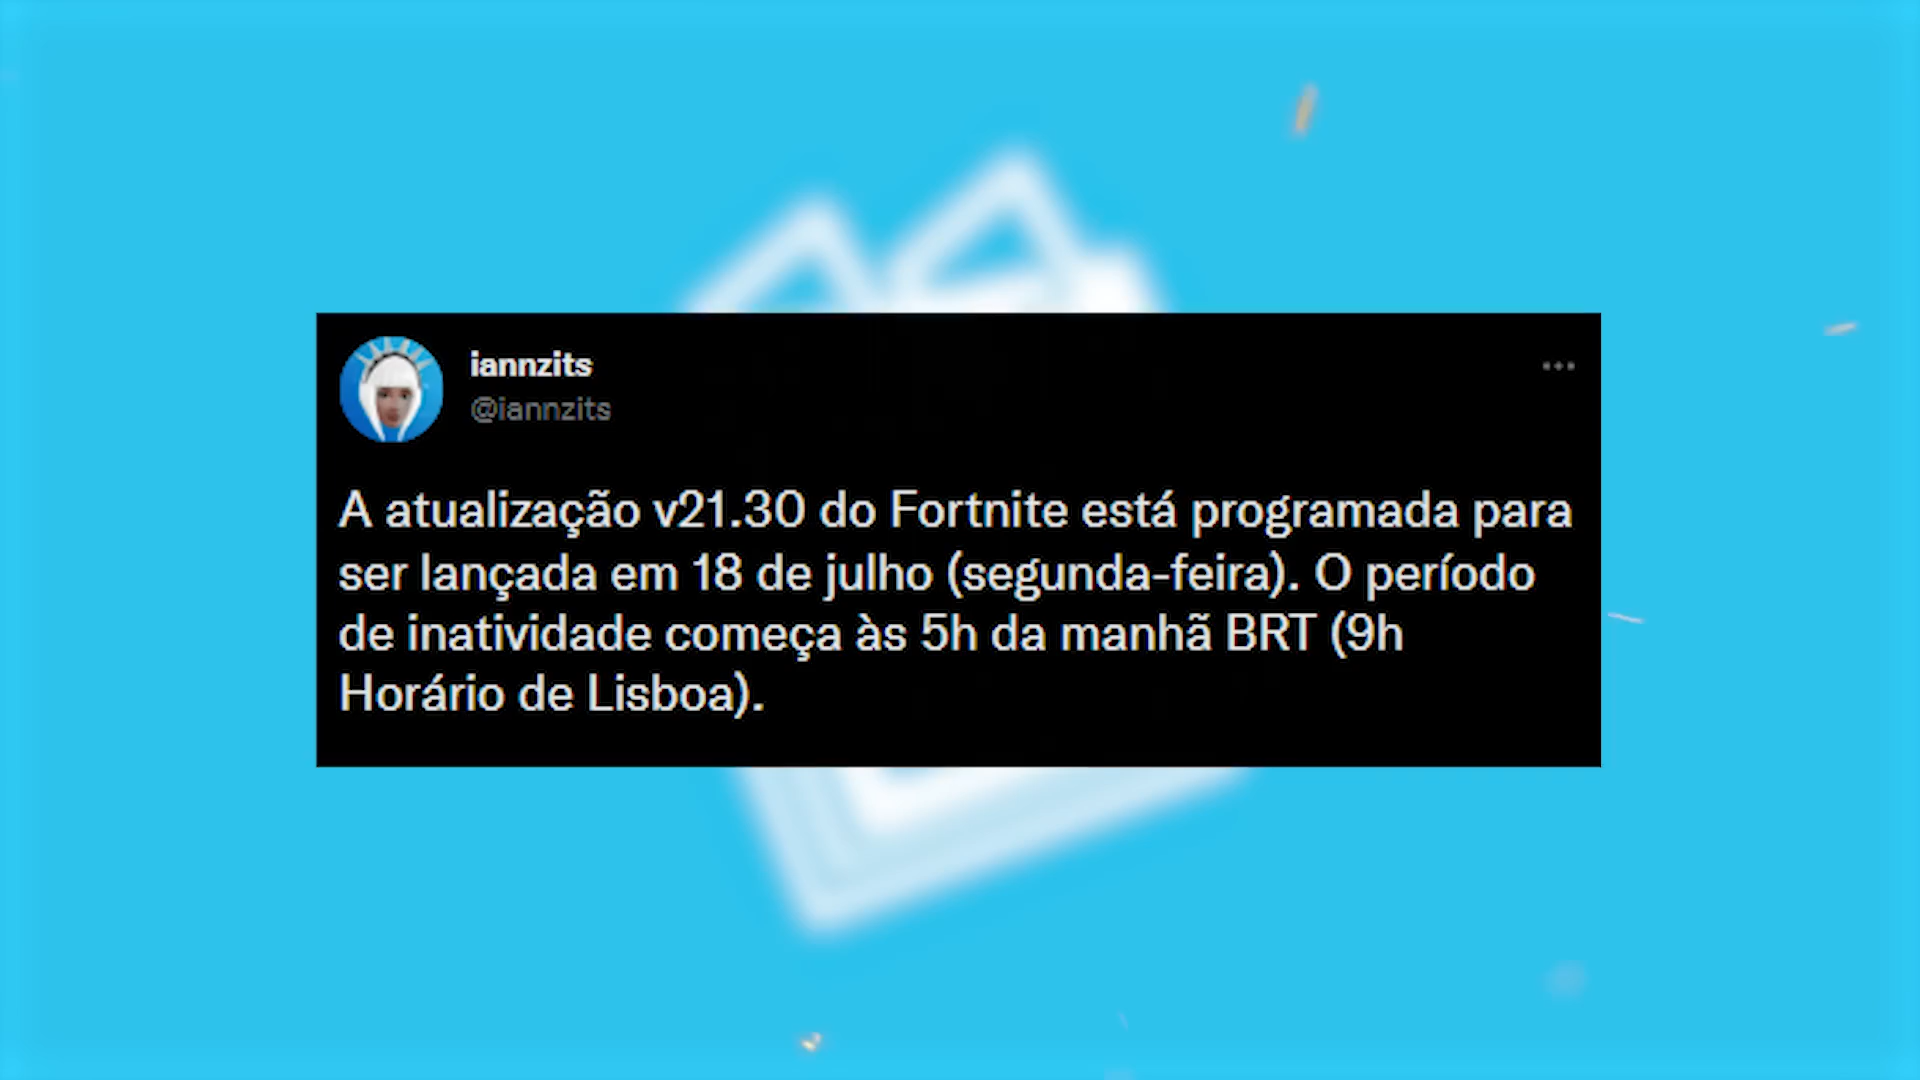 iannzits
@iannzits
A atualização v21.30 do Fortnite está programada para
ser lançada em 18 de julho (segunda-feira). O período
de inatividade começa às 5h da manhã BRT (9h
Horário de Lisboa).